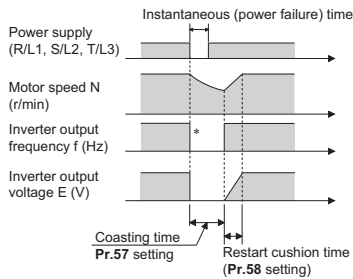 Instantaneous (power failure) time
Power supply
(R/L1, S/L2, T/L3)
Motor speed N
(r/min)
Inverter output
frequency f (Hz)
*
Inverter output
voltage E (V)
Coasting time
Pr.57 setting
Restart cushion time
(Pr.58 setting)